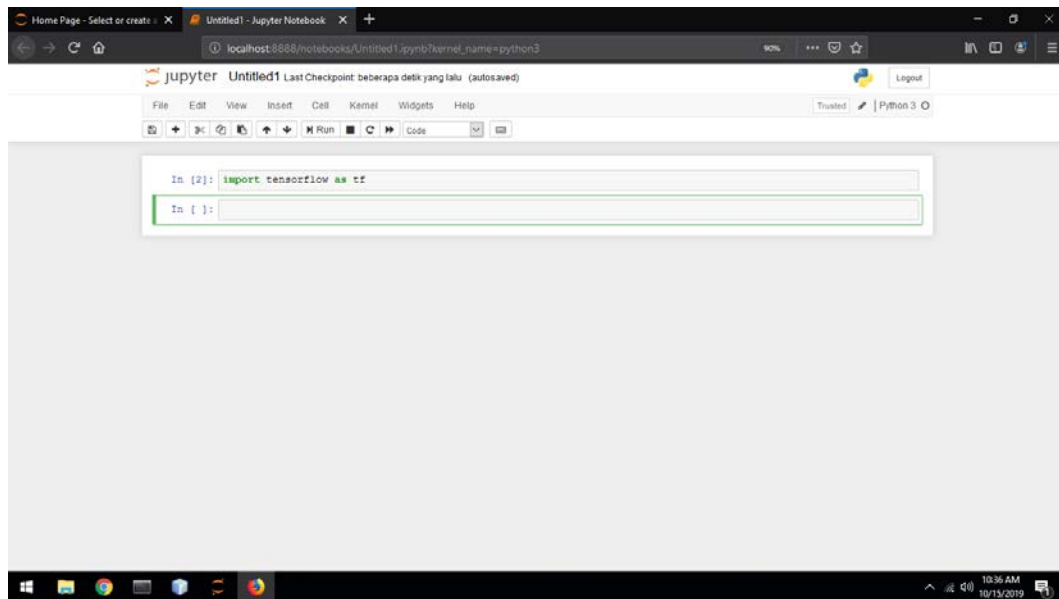 Home Page - Select or create a
Untitled1 - Jupyter Notebook
localhost:8888/notebooks/Untitled1.ipynb?kernel_name=python3
90%
jupyter Untitled1 Last Checkpoint: beberapa detik yang lalu (autosaved)
Logout
File Edit View Insert Cell Kernel Widgets Help
Trusted Python 3
Run Code
In [2]: import tensorflow as tf
In [ ]:
10:36 AM
10/15/2019